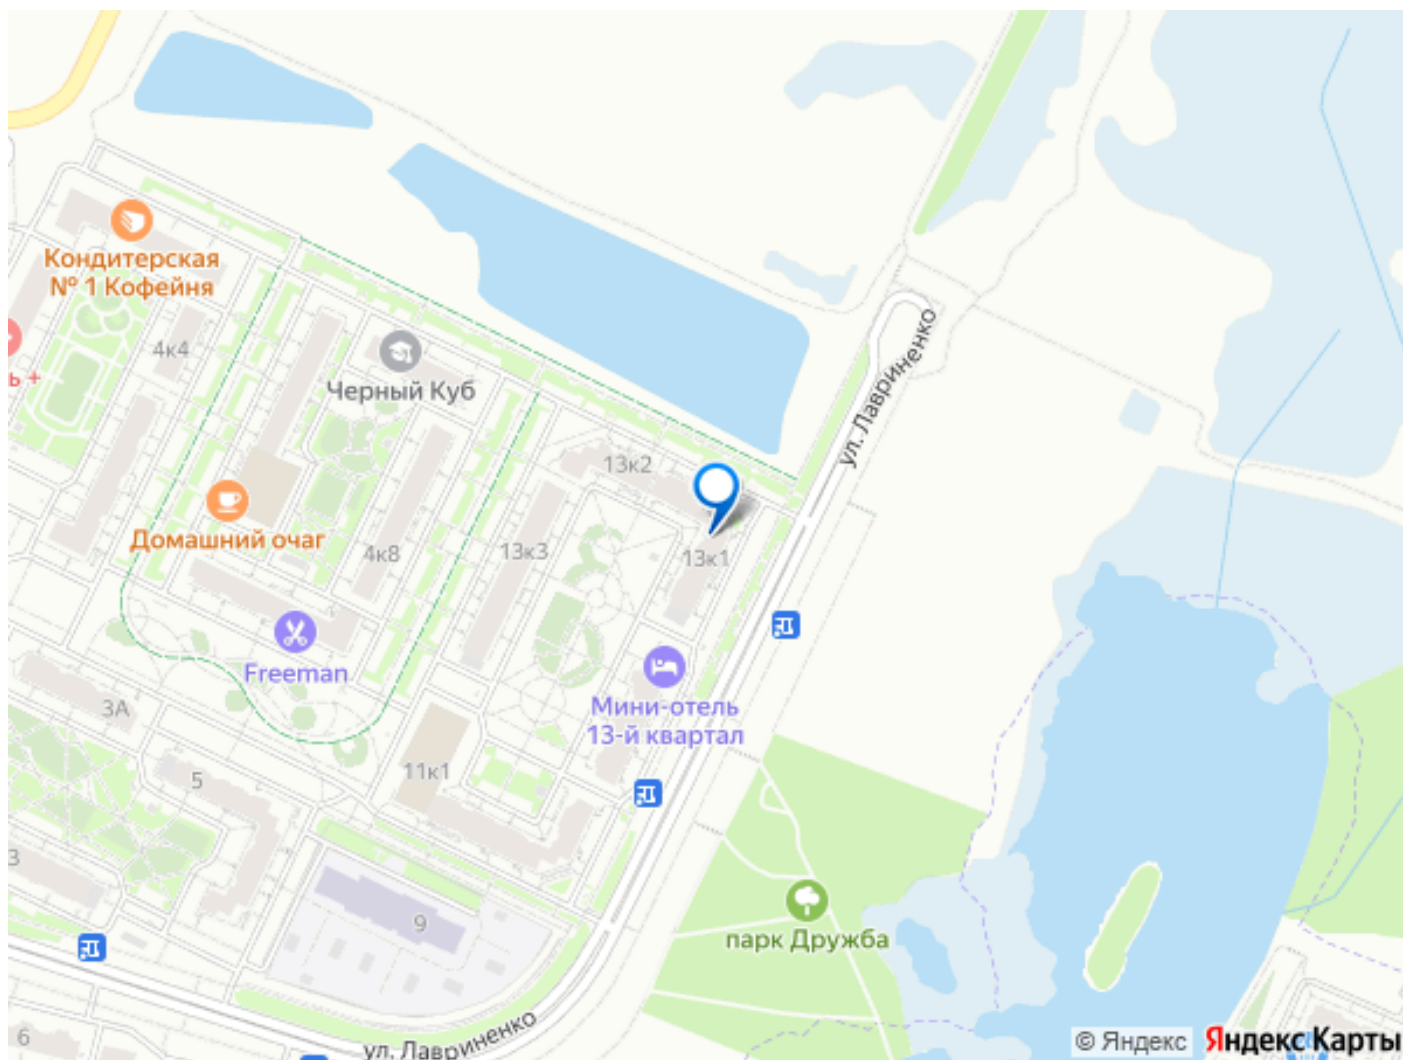 Кондитерская
№ 1 Кофейня
4к4
ь +
Черный Куб
ул. Лавриненко
13к2
Домашний очаг
4к8
13к3
13к1
Freeman
Мини-отель
13-й квартал
3А
11к1
5
3
9
парк Дружба
6
ул. Лавриненко
© Яндекс
Яндекс Карты